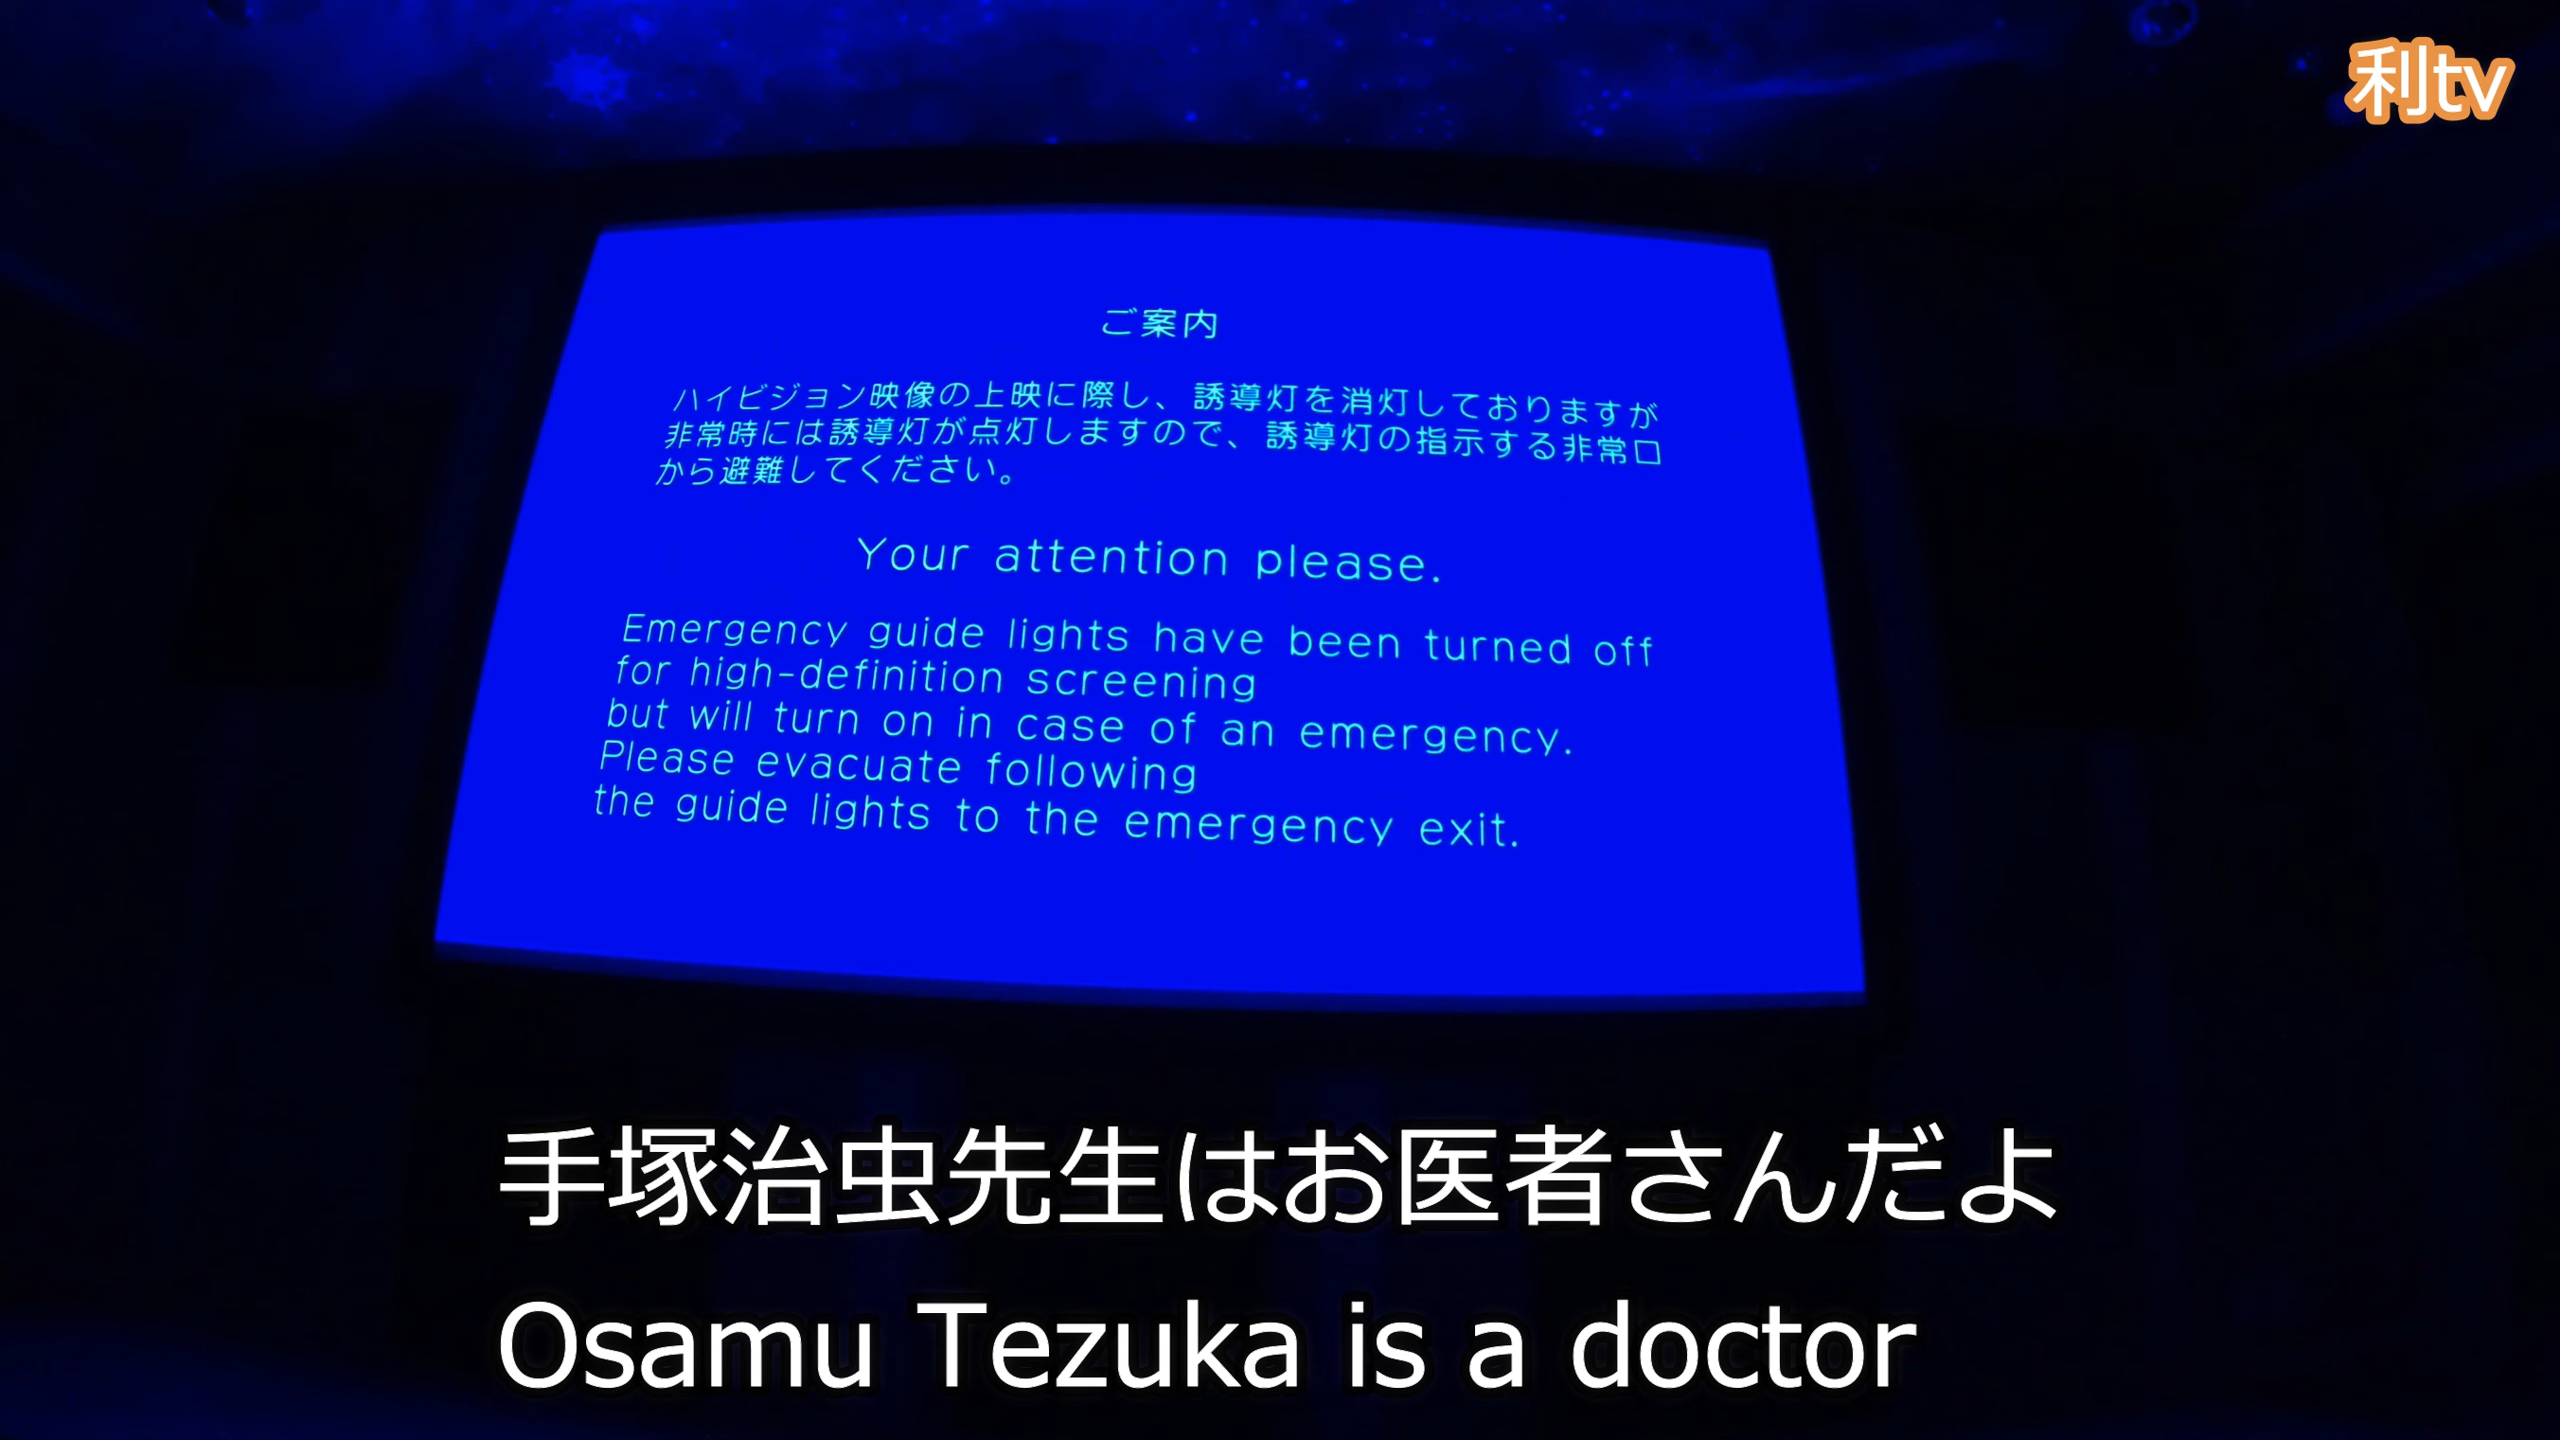 利tv
ご案内
ハイビジョン映像の上映に際し、誘導灯を消灯しておりますが
非常時には誘導灯が点灯しますので、誘導灯の指示する非常口
から避難してください。
Your attention please.
Emergency guide lights have been turned off
for high-definition screening
but will turn on in case of an emergency.
Please evacuate following
the guide lights to the emergency exit.
手塚治虫先生はお医者さんだよ
Osamu Tezuka is a doctor